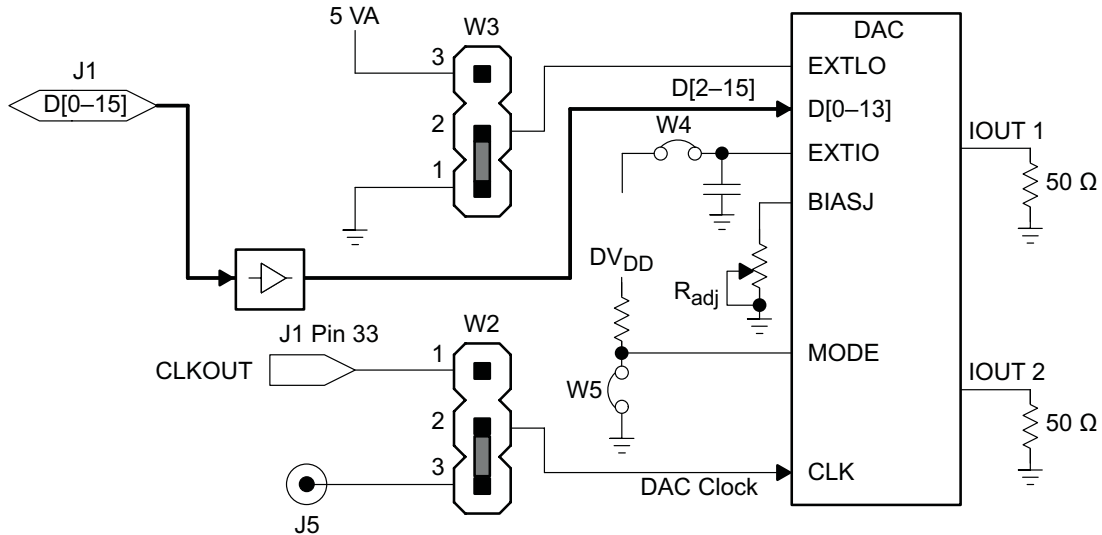 5 VA
W3
DAC
J1
3
EXTLO
D[0–15]
D[2–15]
D[0–13]
2
W4
IOUT 1
EXTIO
1
50 Ω
BIASJ
DVDD
Radj
W2
J1 Pin 33
1
MODE
CLKOUT
IOUT 2
W5
2
50 Ω
3
CLK
DAC Clock
J5